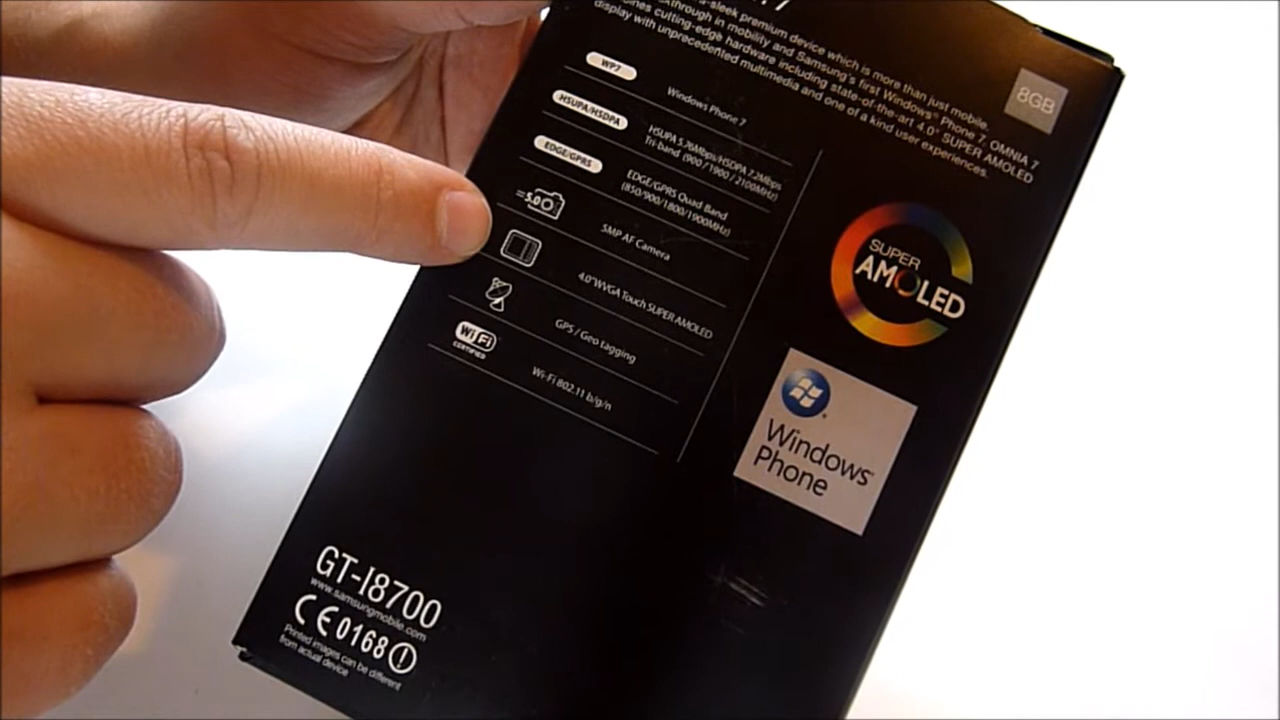 sleek premium device which is more than just mobile.
through in mobility and Samsung's first Windows® Phone 7. OMNIA 7
cutting-edge hardware including state-of-the-art 4.0" SUPER AMOLED
display with unprecedented multimedia and one of a kind user experiences.
8GB
WP7
Windows Phone 7
HSUPA/HSDPA
HSUPA 5.76Mbps/HSDPA 7.2Mbps
Tri-band (900 / 1900 / 2100MHz)
EDGE/GPRS
EDGE/GPRS Quad Band
(850/900/1800/1900MHz)
5.0
5MP AF Camera
4.0"WVGA Touch SUPER AMOLED
GPS / Geo tagging
Wi Fi
CERTIFIED
Wi-Fi 802.11 b/g/n
SUPER
AMOLED
Windows®
Phone
GT-I8700
www.samsungmobile.com
CE0168
Printed images can be different
from actual device